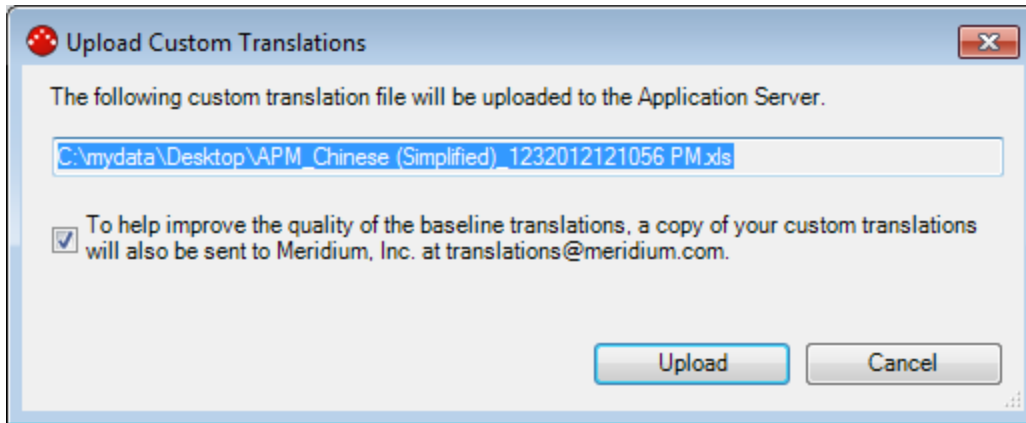 Upload Custom Translations
The following custom translation file will be uploaded to the Application Server.
C:\mydata\Desktop\APM_Chinese (Simplified)_1232012121056 PM.xls
To help improve the quality of the baseline translations, a copy of your custom translations
will also be sent to Meridium, Inc. at translations@meridium.com.
Upload Cancel